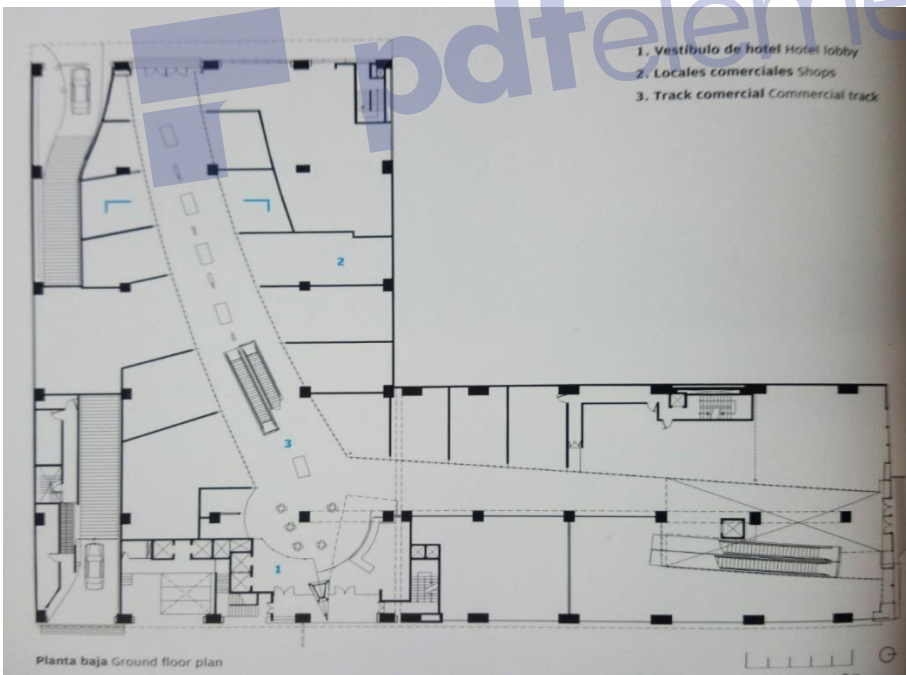 pdfeleme
1. Vestíbulo de hotel Hotel lobby
2. Locales comerciales Shops
3. Track comercial Commercial track
2
3
1
Planta baja Ground floor plan